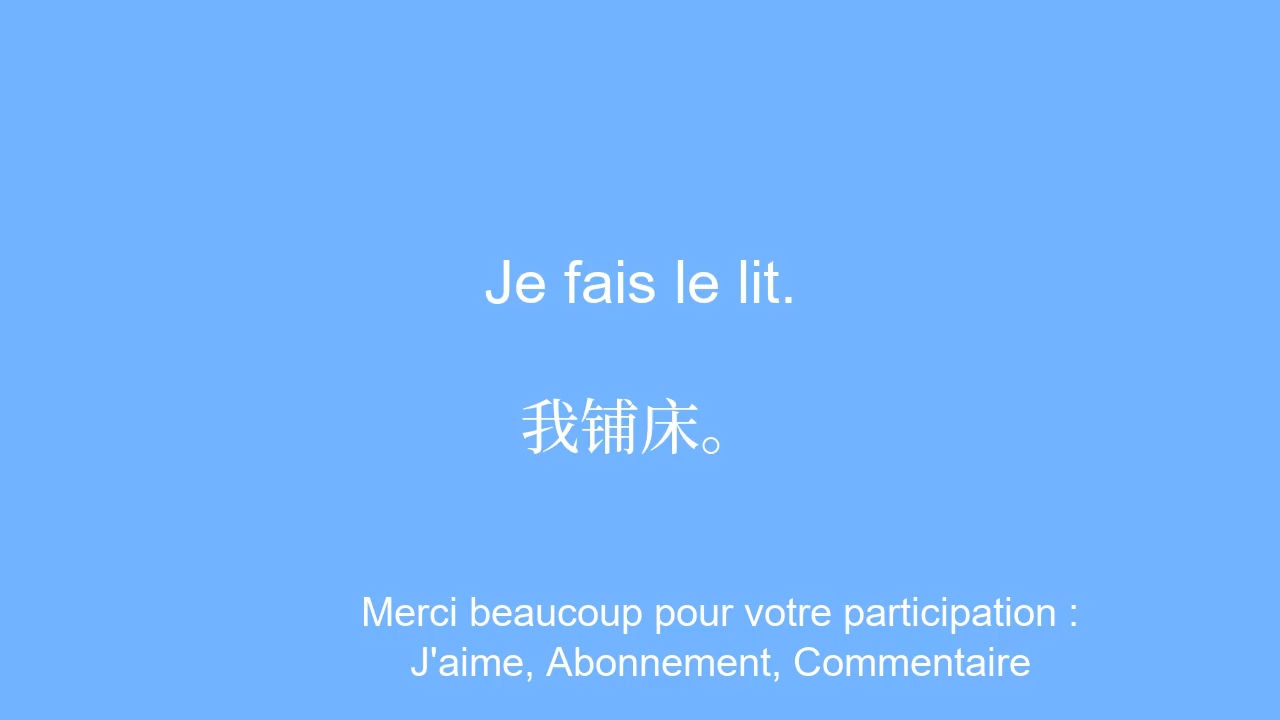 Je fais le lit.
我铺床。
Merci beaucoup pour votre participation :
J'aime, Abonnement, Commentaire